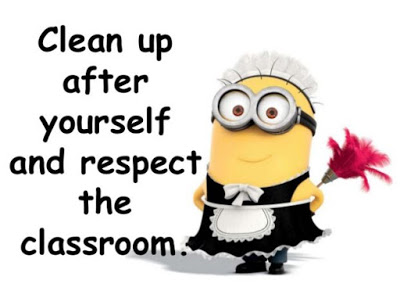 Clean up
after
yourself
and respect
the
classroom.